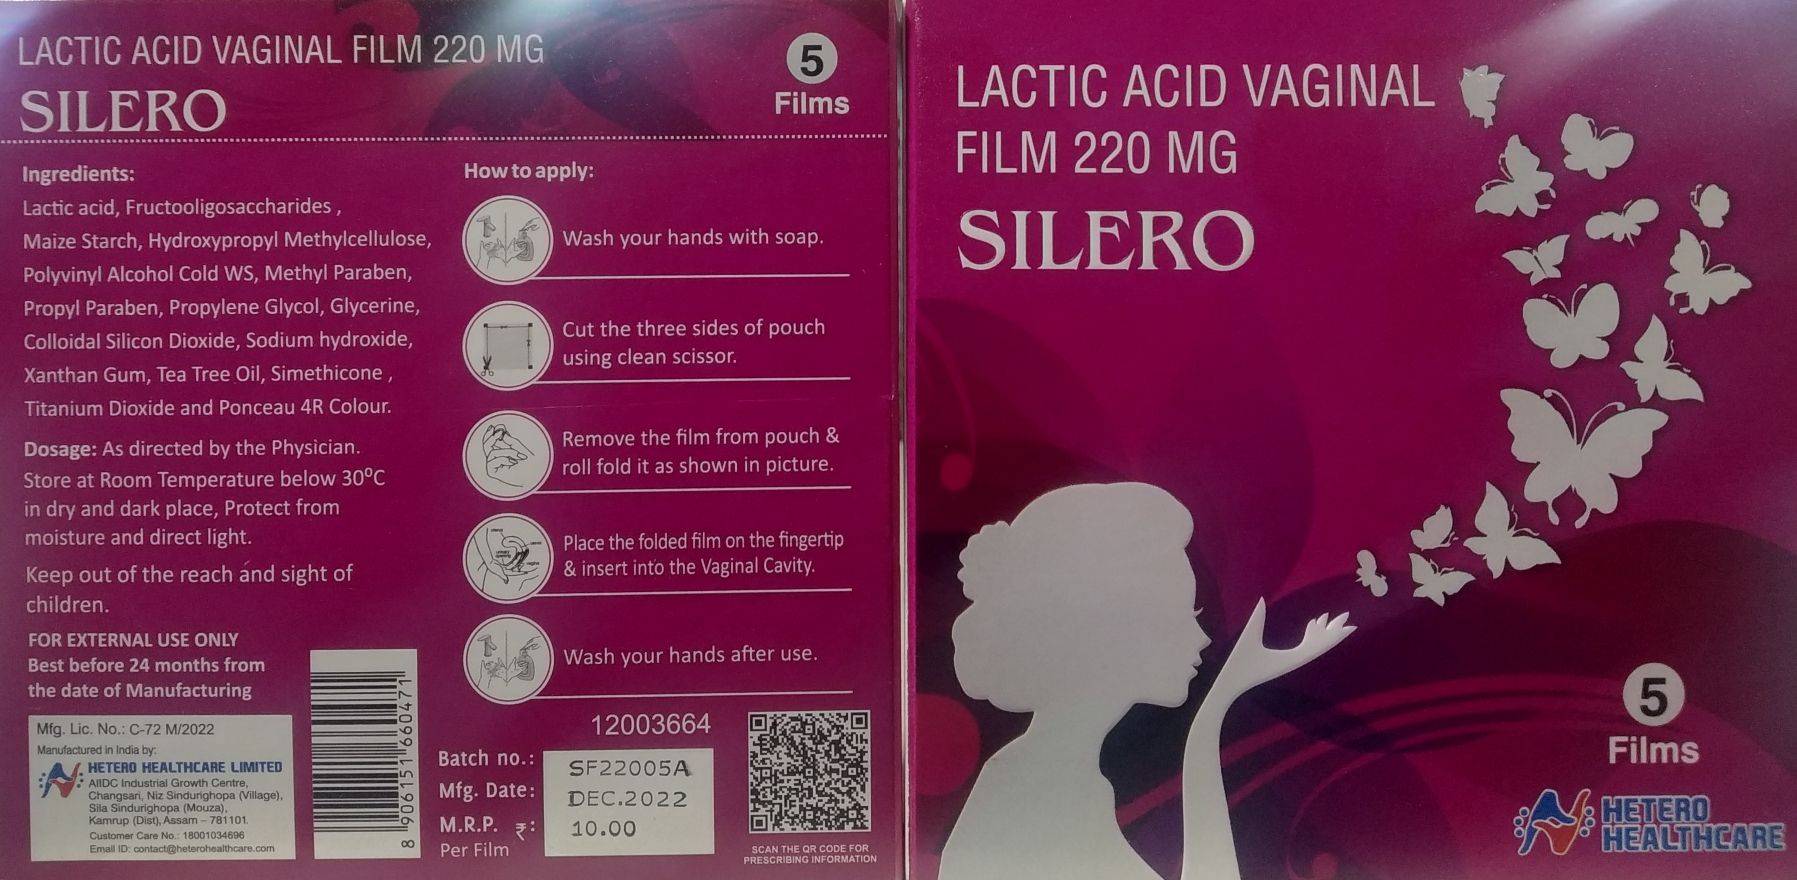 LACTIC ACID VAGINAL FILM 220 MG
SILERO
5
Films
Ingredients:
Lactic acid, Fructooligosaccharides ,
Maize Starch, Hydroxypropyl Methylcellulose,
Polyvinyl Alcohol Cold WS, Methyl Paraben,
Propyl Paraben, Propylene Glycol, Glycerine,
Colloidal Silicon Dioxide, Sodium hydroxide,
Xanthan Gum, Tea Tree Oil, Simethicone ,
Titanium Dioxide and Ponceau 4R Colour.
Dosage: As directed by the Physician.
Store at Room Temperature below 30⁰C
in dry and dark place, Protect from
moisture and direct light.
Keep out of the reach and sight of
children.
FOR EXTERNAL USE ONLY
Best before 24 months from
the date of Manufacturing
Mfg. Lic. No.: C-72 M/2022
Manufactured in India by:
HETERO HEALTHCARE LIMITED
AIIDC Industrial Growth Centre,
Changsari, Niz Sindurighopa (Village),
Sila Sindurighopa (Mouza),
Kamrup (Dist), Assam – 781101.
Customer Care No.: 18001034696
Email ID: contact@heterohealthcare.com
8906151660471
How to apply:
Wash your hands with soap.
Cut the three sides of pouch
using clean scissor.
Remove the film from pouch &
roll fold it as shown in picture.
Place the folded film on the fingertip
& insert into the Vaginal Cavity.
Wash your hands after use.
12003664
Batch no.: SF22005A
Mfg. Date: DEC.2022
M.R.P. ₹: 10.00
Per Film
SCAN THE QR CODE FOR
PRESCRIBING INFORMATION
LACTIC ACID VAGINAL
FILM 220 MG
SILERO
5
Films
HETERO
HEALTHCARE